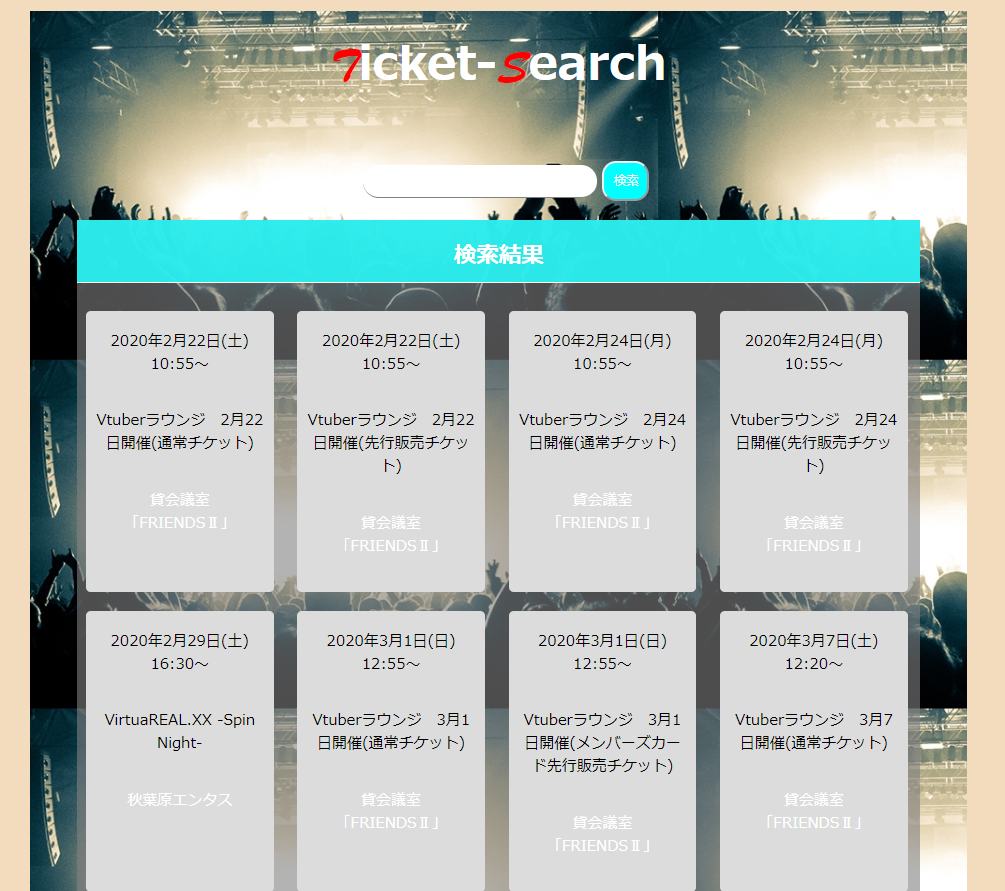 Ticket-Search
検索
検索結果
2020年2月22日(土)
10:55～
Vtuberラウンジ　2月22
日開催(通常チケット)
貸会議室
「FRIENDSⅡ」
2020年2月22日(土)
10:55～
Vtuberラウンジ　2月22
日開催(先行販売チケッ
ト)
貸会議室
「FRIENDSⅡ」
2020年2月24日(月)
10:55～
Vtuberラウンジ　2月24
日開催(通常チケット)
貸会議室
「FRIENDSⅡ」
2020年2月24日(月)
10:55～
Vtuberラウンジ　2月24
日開催(先行販売チケッ
ト)
貸会議室
「FRIENDSⅡ」
2020年2月29日(土)
16:30～
VirtuaREAL.XX -Spin
Night-
秋葉原エンタス
2020年3月1日(日)
12:55～
Vtuberラウンジ　3月1
日開催(通常チケット)
貸会議室
「FRIENDSⅡ」
2020年3月1日(日)
12:55～
Vtuberラウンジ　3月1
日開催(メンバーズカー
ド先行販売チケット)
貸会議室
「FRIENDSⅡ」
2020年3月7日(土)
12:20～
Vtuberラウンジ　3月7
日開催(通常チケット)
貸会議室
「FRIENDSⅡ」